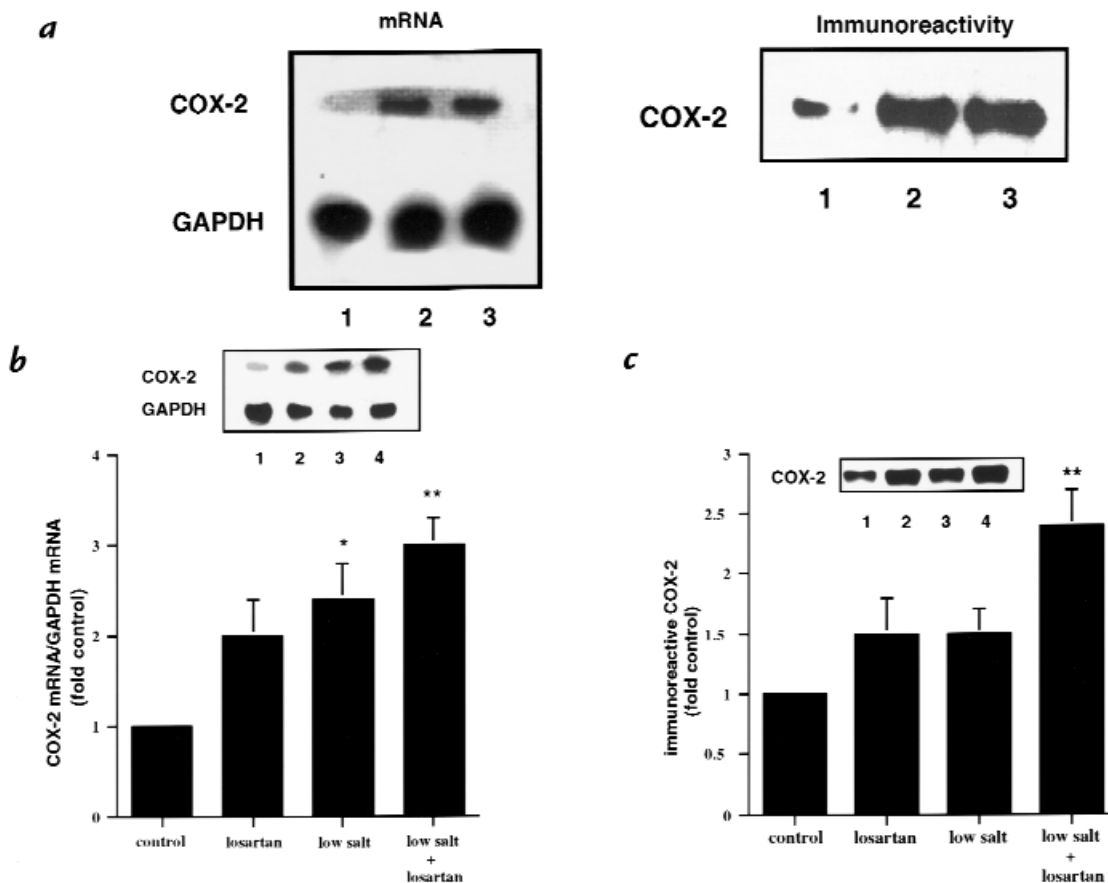 a
mRNA
COX-2
GAPDH
1 2 3
Immunoreactivity
COX-2
1 2 3
b
COX-2
GAPDH
1 2 3 4
COX-2 mRNA/GAPDH mRNA
(fold control)
4
3
2
1
0
*
**
control losartan low salt low salt
+
losartan
c
COX-2
1 2 3 4
immunoreactive COX-2
(fold control)
3
2.5
2
1.5
1
0.5
0
**
control losartan low salt low salt
+
losartan